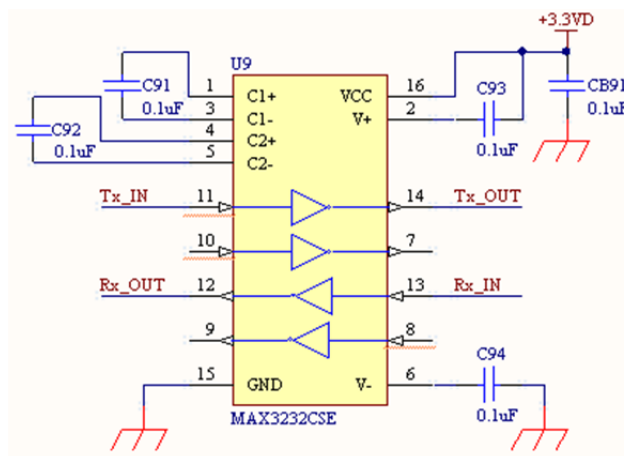 +3.3VD
U9
C91
0.1uF
C92
0.1uF
1
3
4
5
C1+
C1-
C2+
C2-
VCC
V+
16
2
C93
0.1uF
CB91
0.1uF
Tx_IN
11
14
Tx_OUT
10
7
Rx_OUT
12
13
Rx_IN
9
8
15
GND
V-
6
C94
0.1uF
MAX3232CSE